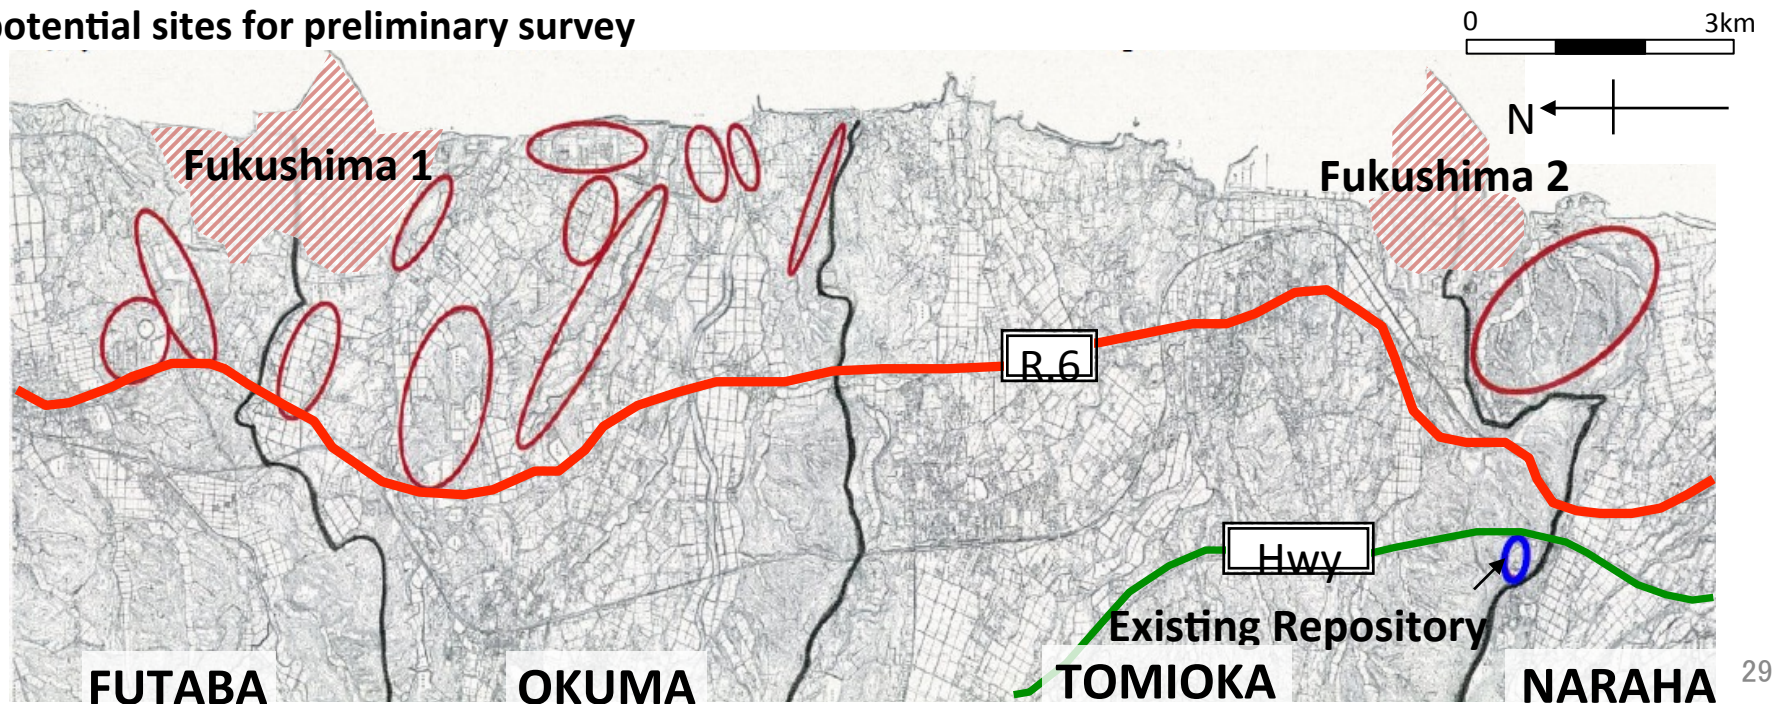 potential sites for preliminary survey
0 3km
N
Fukushima 1
Fukushima 2
R.6
Hwy
Existing Repository
FUTABA OKUMA TOMIOKA NARAHA
29